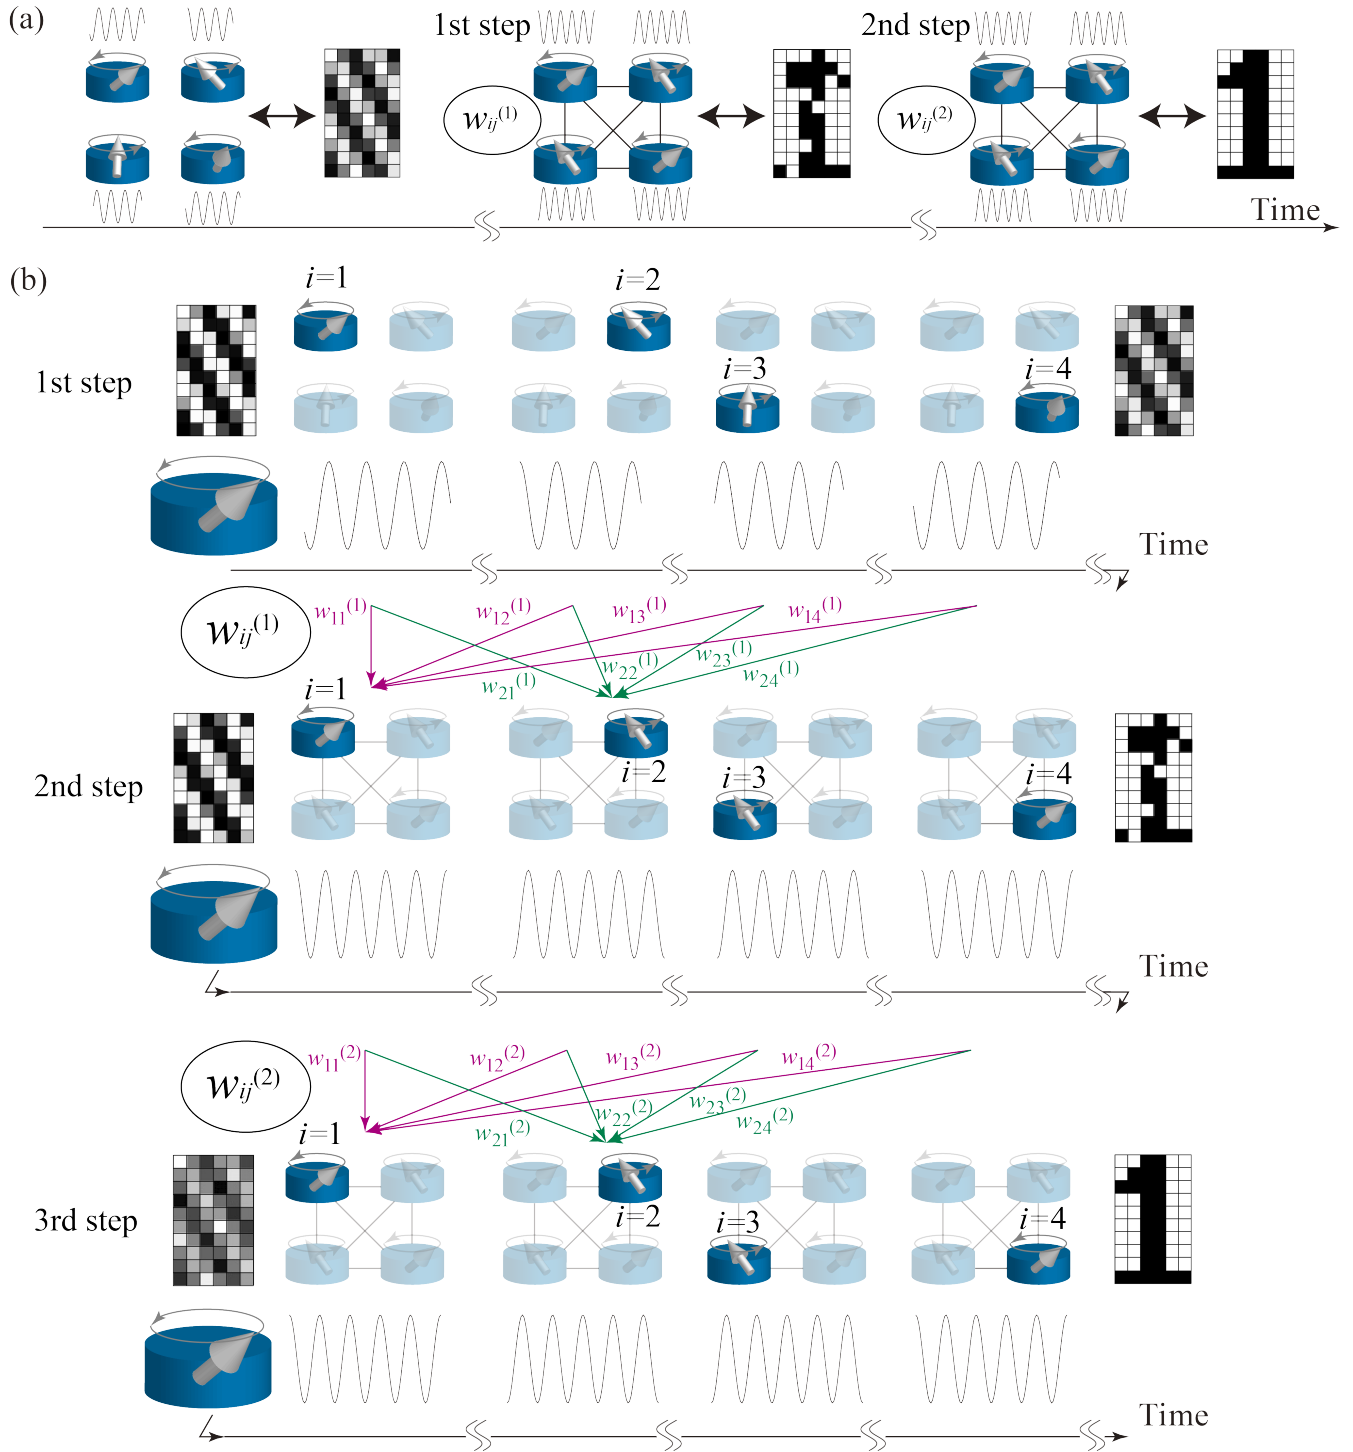 (a)
1st step
2nd step
wij(1)
wij(2)
Time
(b)
i=1
i=2
1st step
i=3
i=4
Time
wij(1)
w11(1)
w12(1)
w13(1)
w14(1)
w21(1)
w22(1)
w23(1)
w24(1)
i=1
2nd step
i=2
i=3
i=4
Time
wij(2)
w11(2)
w12(2)
w13(2)
w14(2)
w21(2)
w22(2)
w23(2)
w24(2)
i=1
3rd step
i=2
i=3
i=4
Time